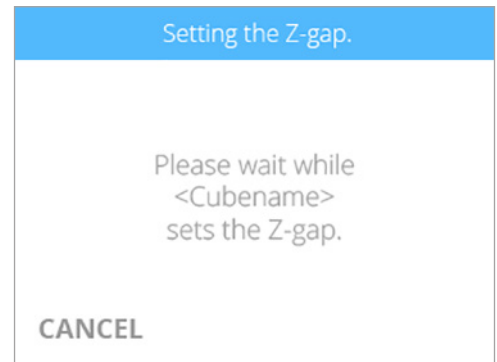 Setting the Z-gap.
Please wait while
<Cubename>
sets the Z-gap.
CANCEL